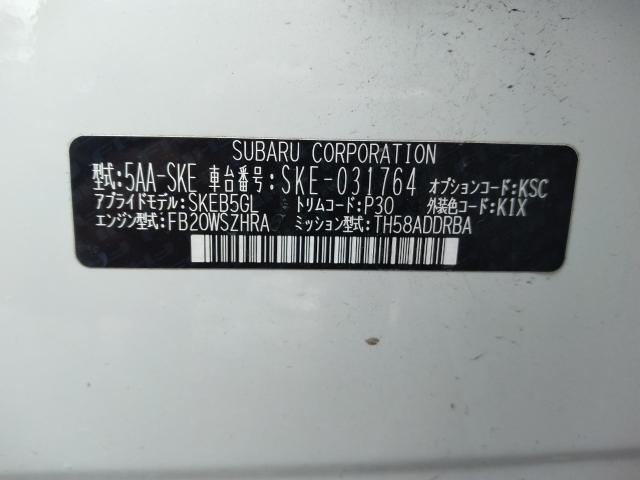 SUBARU CORPORATION
型式:5AA-SKE 車台番号:SKE-031764 オプションコード:KSC
アプライドモデル:SKEB5GL トリムコード:P30 外装色コード:K1X
エンジン型式:FB20WSZHRA ミッション型式:TH58ADDRBA